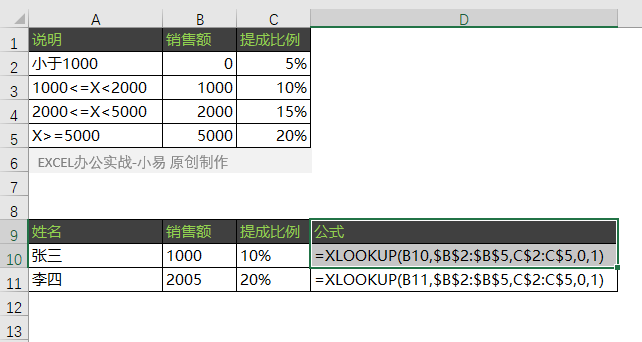 A B C D
1 说明 销售额 提成比例
2 小于1000 0 5%
3 1000<=X<2000 1000 10%
4 2000<=X<5000 2000 15%
5 X>=5000 5000 20%
6 EXCEL办公实战-小易 原创制作
7
8
9 姓名 销售额 提成比例 公式
10 张三 1000 10% =XLOOKUP(B10,$B$2:$B$5,C$2:C$5,0,1)
11 李四 2005 20% =XLOOKUP(B11,$B$2:$B$5,C$2:C$5,0,1)
12
13